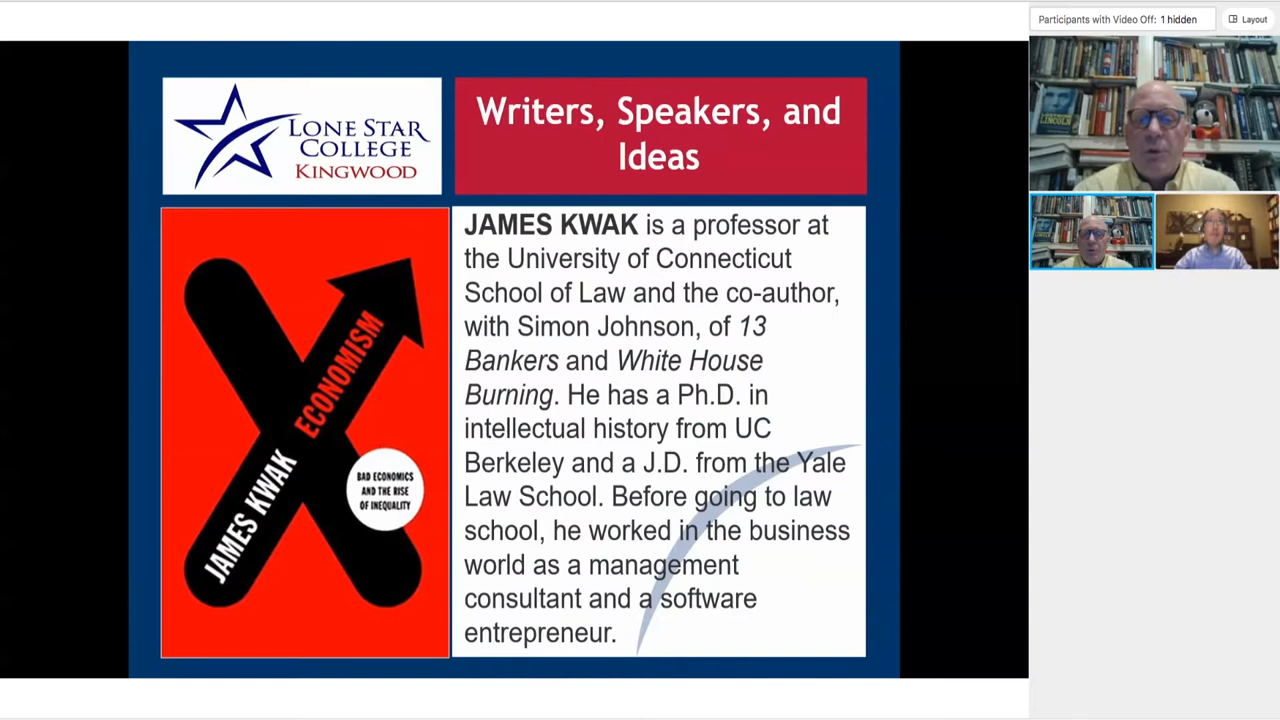 Participants with Video Off: 1 hidden
Layout
LONE STAR
COLLEGE
KINGWOOD
Writers, Speakers, and
Ideas
JAMES KWAK ECONOMISM
BAD ECONOMICS
AND THE RISE
OF INEQUALITY
JAMES KWAK is a professor at
the University of Connecticut
School of Law and the co-author,
with Simon Johnson, of 13
Bankers and White House
Burning. He has a Ph.D. in
intellectual history from UC
Berkeley and a J.D. from the Yale
Law School. Before going to law
school, he worked in the business
world as a management
consultant and a software
entrepreneur.
LINCOLN